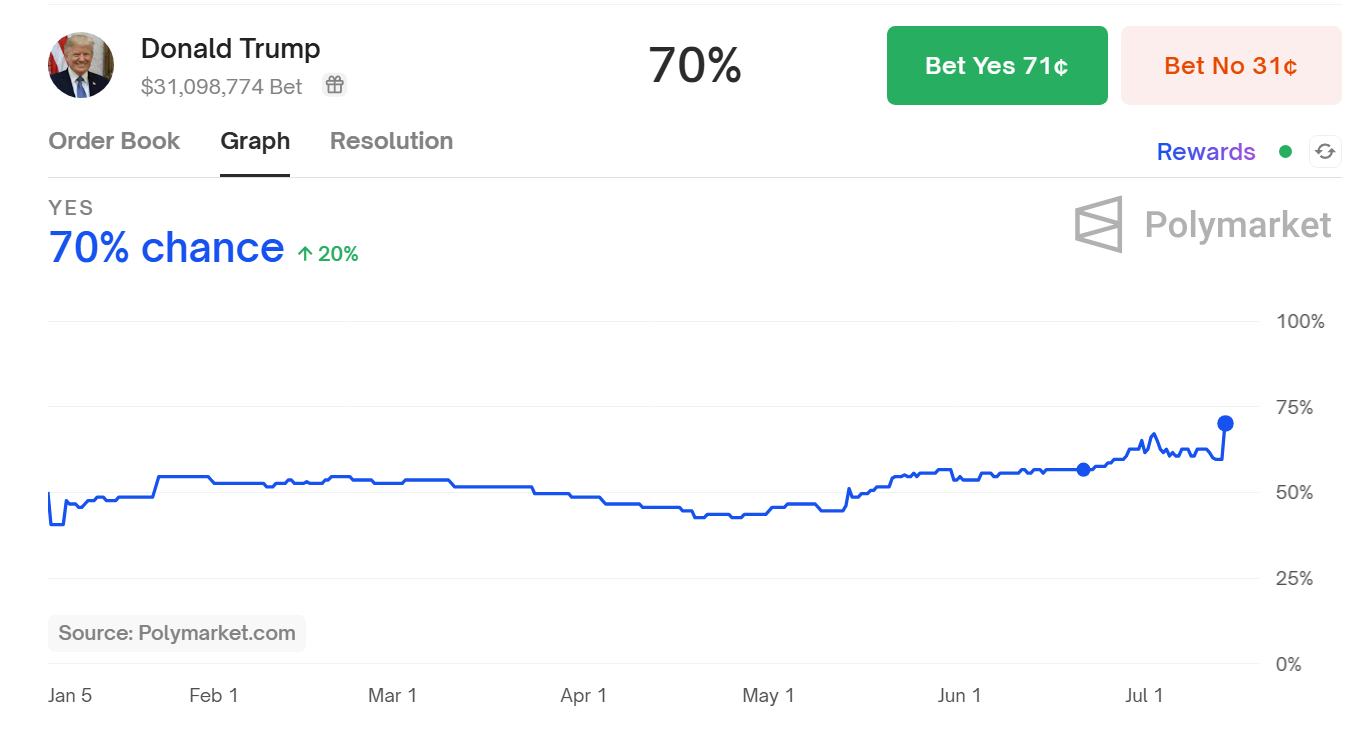 Donald Trump
$31,098,774 Bet
70%
Bet Yes 71¢
Bet No 31¢
Order Book
Graph
Resolution
Rewards
YES
70% chance
↑ 20%
Polymarket
100%
75%
50%
25%
0%
Source: Polymarket.com
Jan 5
Feb 1
Mar 1
Apr 1
May 1
Jun 1
Jul 1